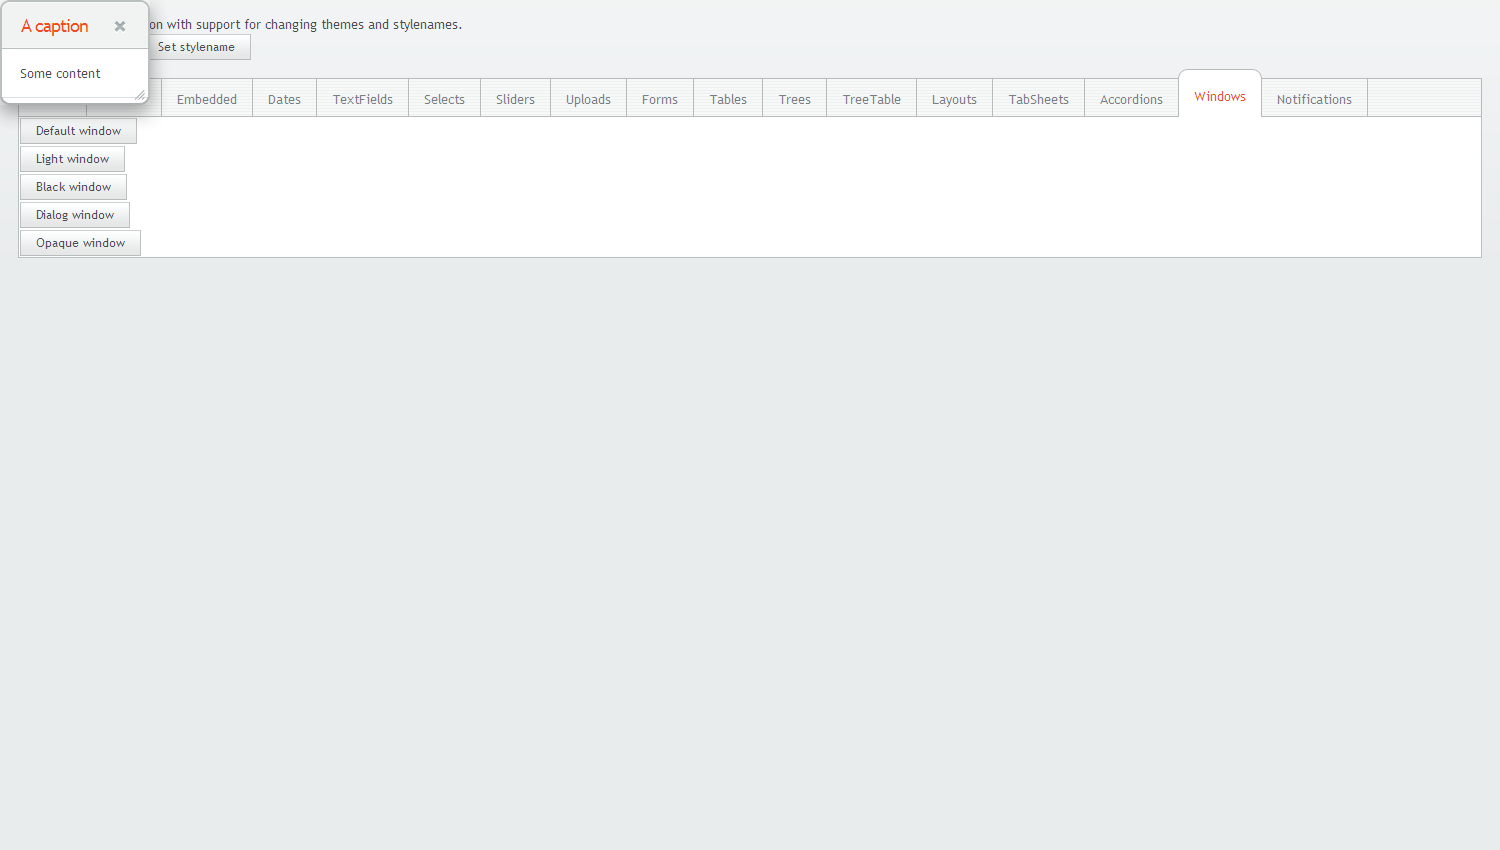 A caption
Some content
on with support for changing themes and stylenames.
Set stylename
Embedded
Dates
TextFields
Selects
Sliders
Uploads
Forms
Tables
Trees
TreeTable
Layouts
TabSheets
Accordions
Windows
Notifications
Default window
Light window
Black window
Dialog window
Opaque window